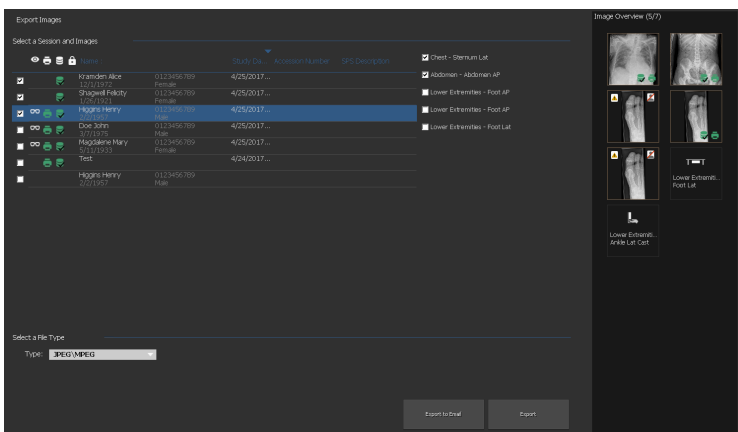 Export Images
Image Overview (5/7)
Select a Session and Images
Name
Study Da... Accession Number SPS Description
Kramden Alice 0123456789 4/25/2017...
12/1/1972 Female
Shagwell Felicity 0123456789 4/25/2017...
1/26/1921 Female
Higgins Henry 0123456789 4/25/2017...
2/2/1957 Male
Doe John 0123456789 4/25/2017...
3/7/1975 Male
Magdalene Mary 0123456789 4/25/2017...
5/11/1933 Female
Test 4/24/2017...
Higgins Henry 0123456789
2/2/1957 Male
Chest - Sternum Lat
Abdomen - Abdomen AP
Lower Extremities - Foot AP
Lower Extremities - Foot AP
Lower Extremities - Foot Lat
Lower Extremiti...
Foot Lat
Lower Extremiti...
Ankle Lat Cast
Select a File Type
Type: JPEG\MPEG
Export to Email
Export